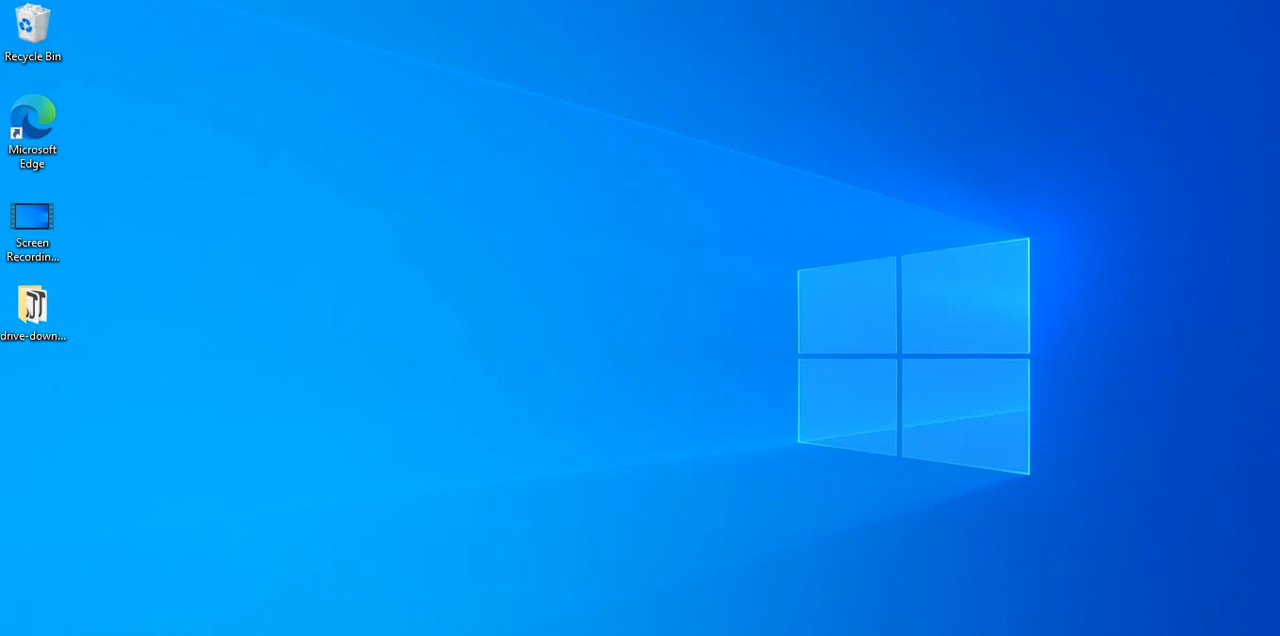 Recycle Bin
Microsoft
Edge
Screen
Recordin...
drive-down...